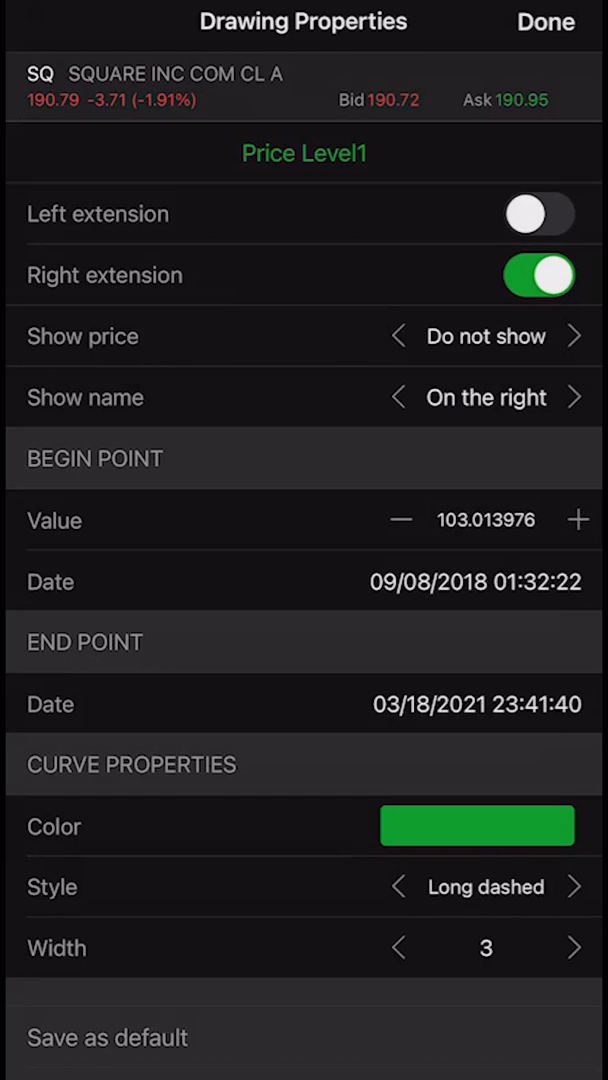 Drawing Properties Done
SQ SQUARE INC COM CL A
190.79 -3.71 (-1.91%) Bid 190.72 Ask 190.95
Price Level1
Left extension
Right extension
Show price Do not show
Show name On the right
BEGIN POINT
Value 103.013976
Date 09/08/2018 01:32:22
END POINT
Date 03/18/2021 23:41:40
CURVE PROPERTIES
Color
Style Long dashed
Width 3
Save as default